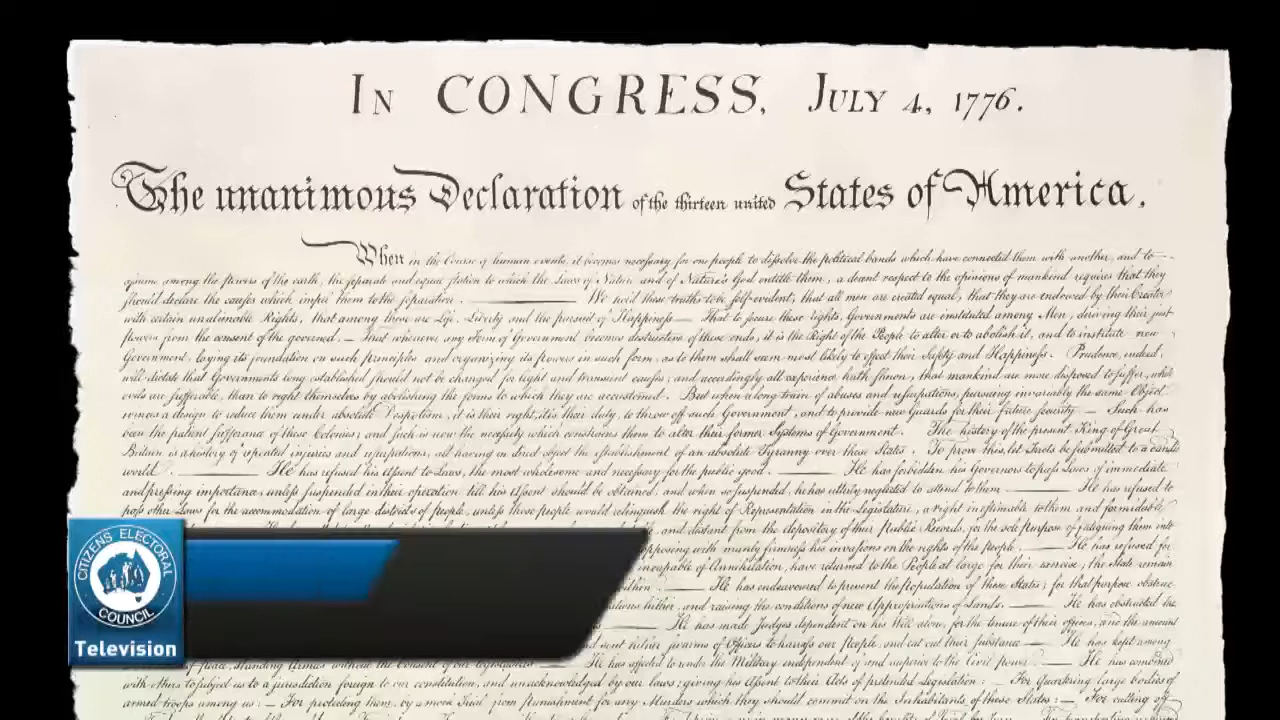 IN CONGRESS, JULY 4, 1776.
The unanimous Declaration of the thirteen united States of America,
When in the Course of human events, it becomes necessary for one people to dissolve the political bands which have connected them with another, and to
assume among the powers of the earth, the separate and equal station to which the Laws of Nature and of Nature's God entitle them, a decent respect to the opinions of mankind requires that they
should declare the causes which impel them to the separation. We hold these truths to be self-evident, that all men are created equal, that they are endowed by their Creator
with certain unalienable Rights, that among these are Life, Liberty and the pursuit of Happiness — That to secure these rights, Governments are instituted among Men, deriving their just
powers from the consent of the governed, — That whenever any Form of Government becomes destructive of these ends, it is the Right of the People to alter or to abolish it, and to institute new
Government, laying its foundation on such principles and organizing its powers in such form, as to them shall seem most likely to effect their Safety and Happiness. Prudence, indeed,
will dictate that Governments long established should not be changed for light and transient causes; and accordingly all experience hath shewn, that mankind are more disposed to suffer, while
evils are sufferable, than to right themselves by abolishing the forms to which they are accustomed. But when a long train of abuses and usurpations, pursuing invariably the same Object
evinces a design to reduce them under absolute Despotism, it is their right, it is their duty, to throw off such Government, and to provide new Guards for their future security. — Such has
been the patient sufferance of these Colonies; and such is now the necessity which constrains them to alter their former Systems of Government. The history of the present King of Great
Britain is a history of repeated injuries and usurpations, all having in direct object the establishment of an absolute Tyranny over these States. To prove this, let Facts be submitted to a candid
world. He has refused his Assent to Laws, the most wholesome and necessary for the public good. He has forbidden his Governors to pass Laws of immediate
and pressing importance, unless suspended in their operation till his Assent should be obtained; and when so suspended, he has utterly neglected to attend to them. He has refused to
pass other Laws for the accommodation of large districts of people, unless those people would relinquish the right of Representation in the Legislature, a right inestimable to them and formidable
and distant from the depository of their Public Records, for the sole purpose of fatiguing them into
opposing with manly firmness his invasions on the rights of the people. He has refused for
incapable of Annihilation, have returned to the People at large for their exercise; the State remain
He has endeavoured to prevent the population of these States; for that purpose obstruc
hither, and raising the conditions of new Appropriations of Lands. He has obstructed the
He has made Judges dependent on his Will alone, for the tenure of their offices, and the amount
sent hither swarms of Officers to harass our People, and eat out their substance. He has kept among
of peace, Standing Armies without the Consent of our legislatures. He has affected to render the Military independent of and superior to the Civil power. He has combined
with others to subject us to a jurisdiction foreign to our constitution, and unacknowledged by our laws; giving his Assent to their Acts of pretended Legislation: — For Quartering large bodies of
armed troops among us: — For protecting them, by a mock Trial, from punishment for any Murders which they should commit on the Inhabitants of these States: — For cutting off
CITIZENS ELECTORAL
COUNCIL
Television